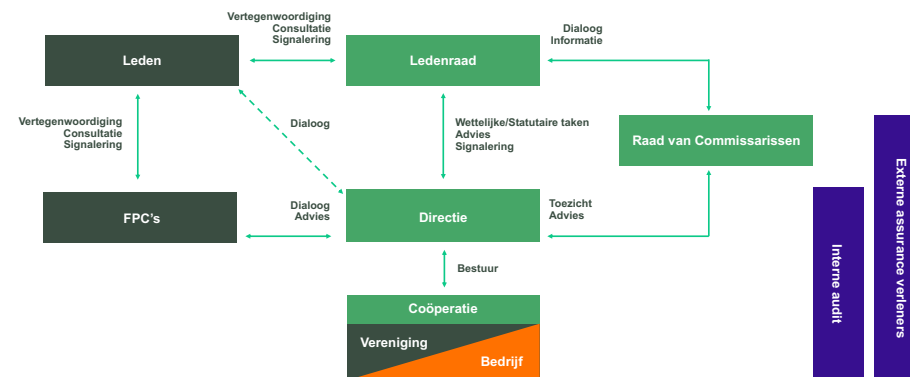 Vertegenwoordiging
Consultatie
Signalering
Dialoog
Informatie
Leden
Ledenraad
Vertegenwoordiging
Consultatie
Signalering
Dialoog
Wettelijke/Statutaire taken
Advies
Signalering
Raad van Commissarissen
FPC's
Dialoog
Advies
Directie
Toezicht
Advies
Bestuur
Coöperatie
Vereniging
Bedrijf
Interne audit
Externe assurance verleners